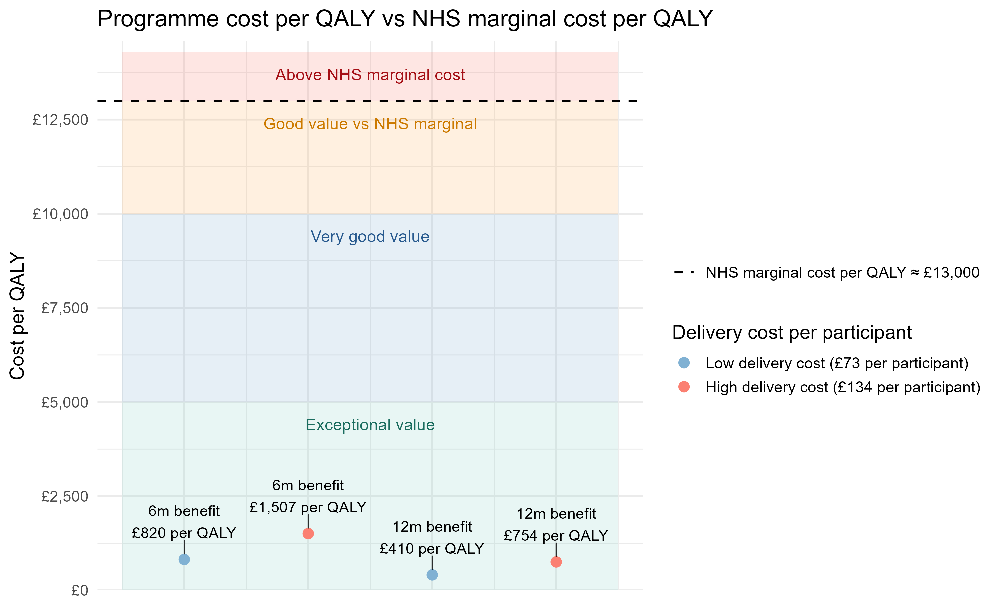 Programme cost per QALY vs NHS marginal cost per QALY
Cost per QALY
£12,500
£10,000
£7,500
£5,000
£2,500
£0
Above NHS marginal cost
Good value vs NHS marginal
Very good value
Exceptional value
6m benefit
£820 per QALY
6m benefit
£1,507 per QALY
12m benefit
£410 per QALY
12m benefit
£754 per QALY
NHS marginal cost per QALY ≈ £13,000
Delivery cost per participant
Low delivery cost (£73 per participant)
High delivery cost (£134 per participant)